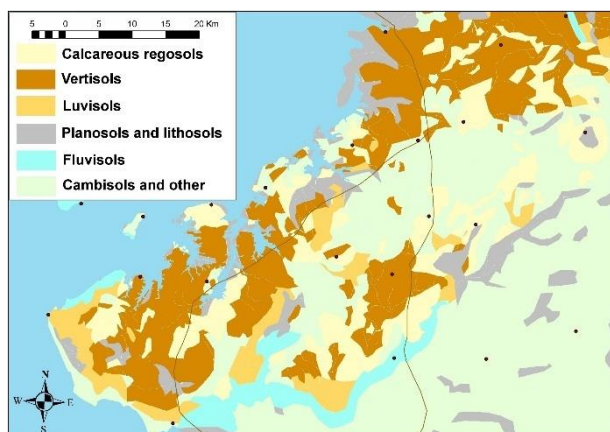 5 0 5 10 15 20 Km
Calcareous regosols
Vertisols
Luvisols
Planosols and lithosols
Fluvisols
Cambisols and other
N
W E
S